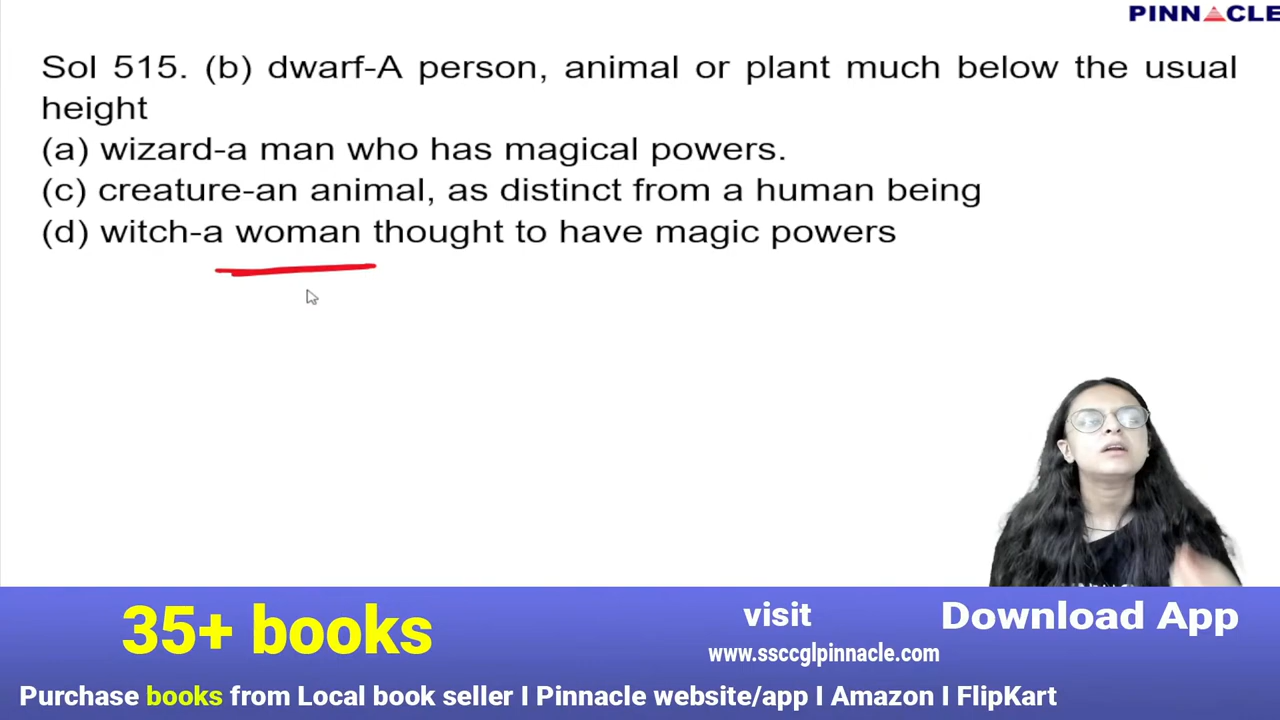 PINNACLE
Sol 515. (b) dwarf-A person, animal or plant much below the usual
height
(a) wizard-a man who has magical powers.
(c) creature-an animal, as distinct from a human being
(d) witch-a woman thought to have magic powers
35+ books
visit
www.ssccglpinnacle.com
Download App
Purchase books from Local book seller I Pinnacle website/app I Amazon I FlipKart